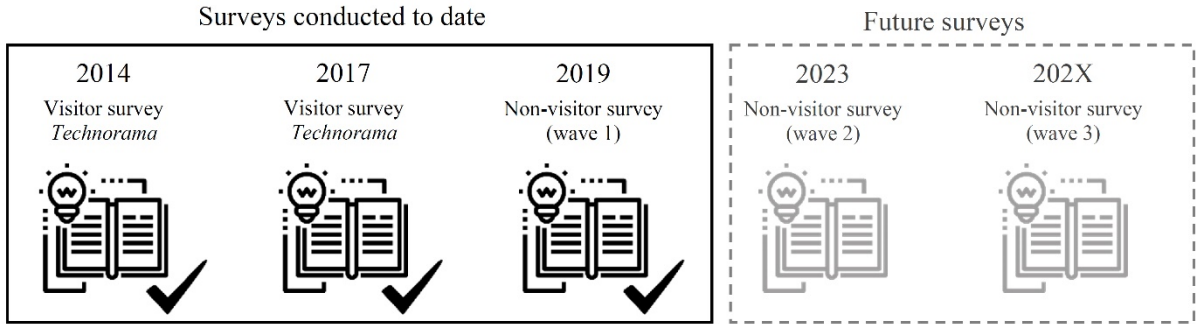 Surveys conducted to date
Future surveys
2014
Visitor survey
Technorama
2017
Visitor survey
Technorama
2019
Non-visitor survey
(wave 1)
2023
Non-visitor survey
(wave 2)
202X
Non-visitor survey
(wave 3)